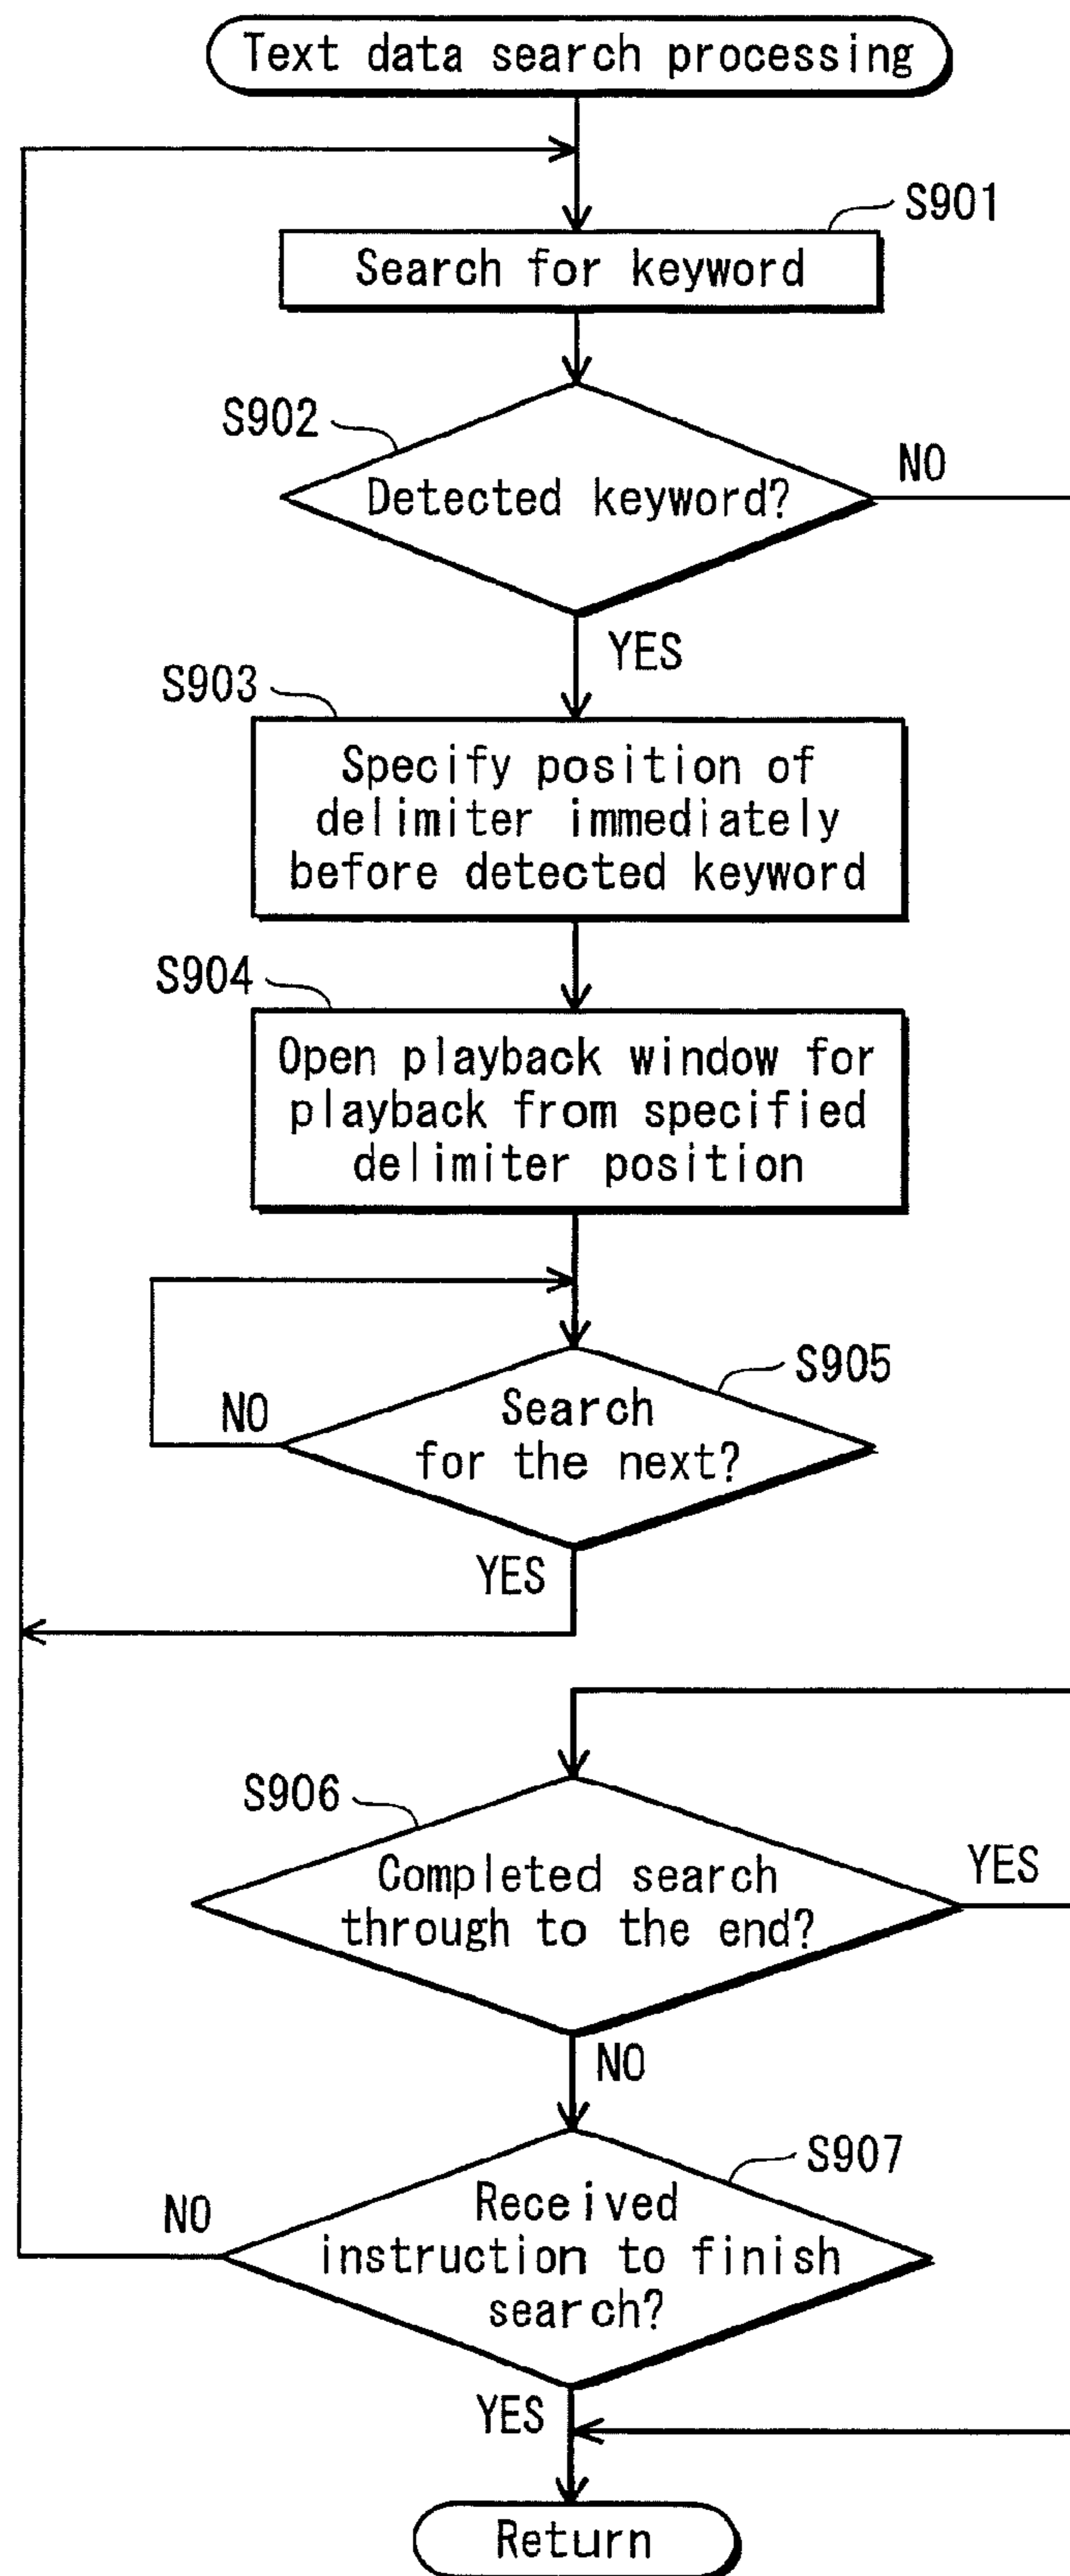 Text data search processing
S901
Search for keyword
S902
Detected keyword?
NO
YES
S903
Specify position of
delimiter immediately
before detected keyword
S904
Open playback window for
playback from specified
delimiter position
S905
Search
for the next?
NO
YES
S906
Completed search
through to the end?
YES
NO
S907
Received
instruction to finish
search?
NO
YES
Return